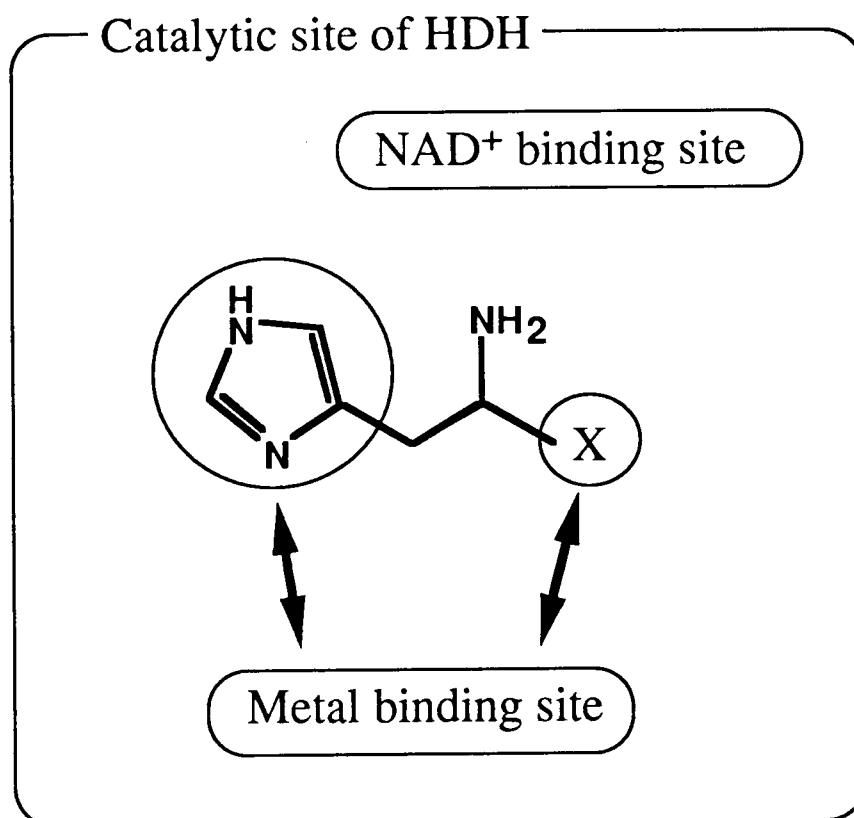 Catalytic site of HDH
NAD+ binding site
H
N
NH2
N
X
Metal binding site